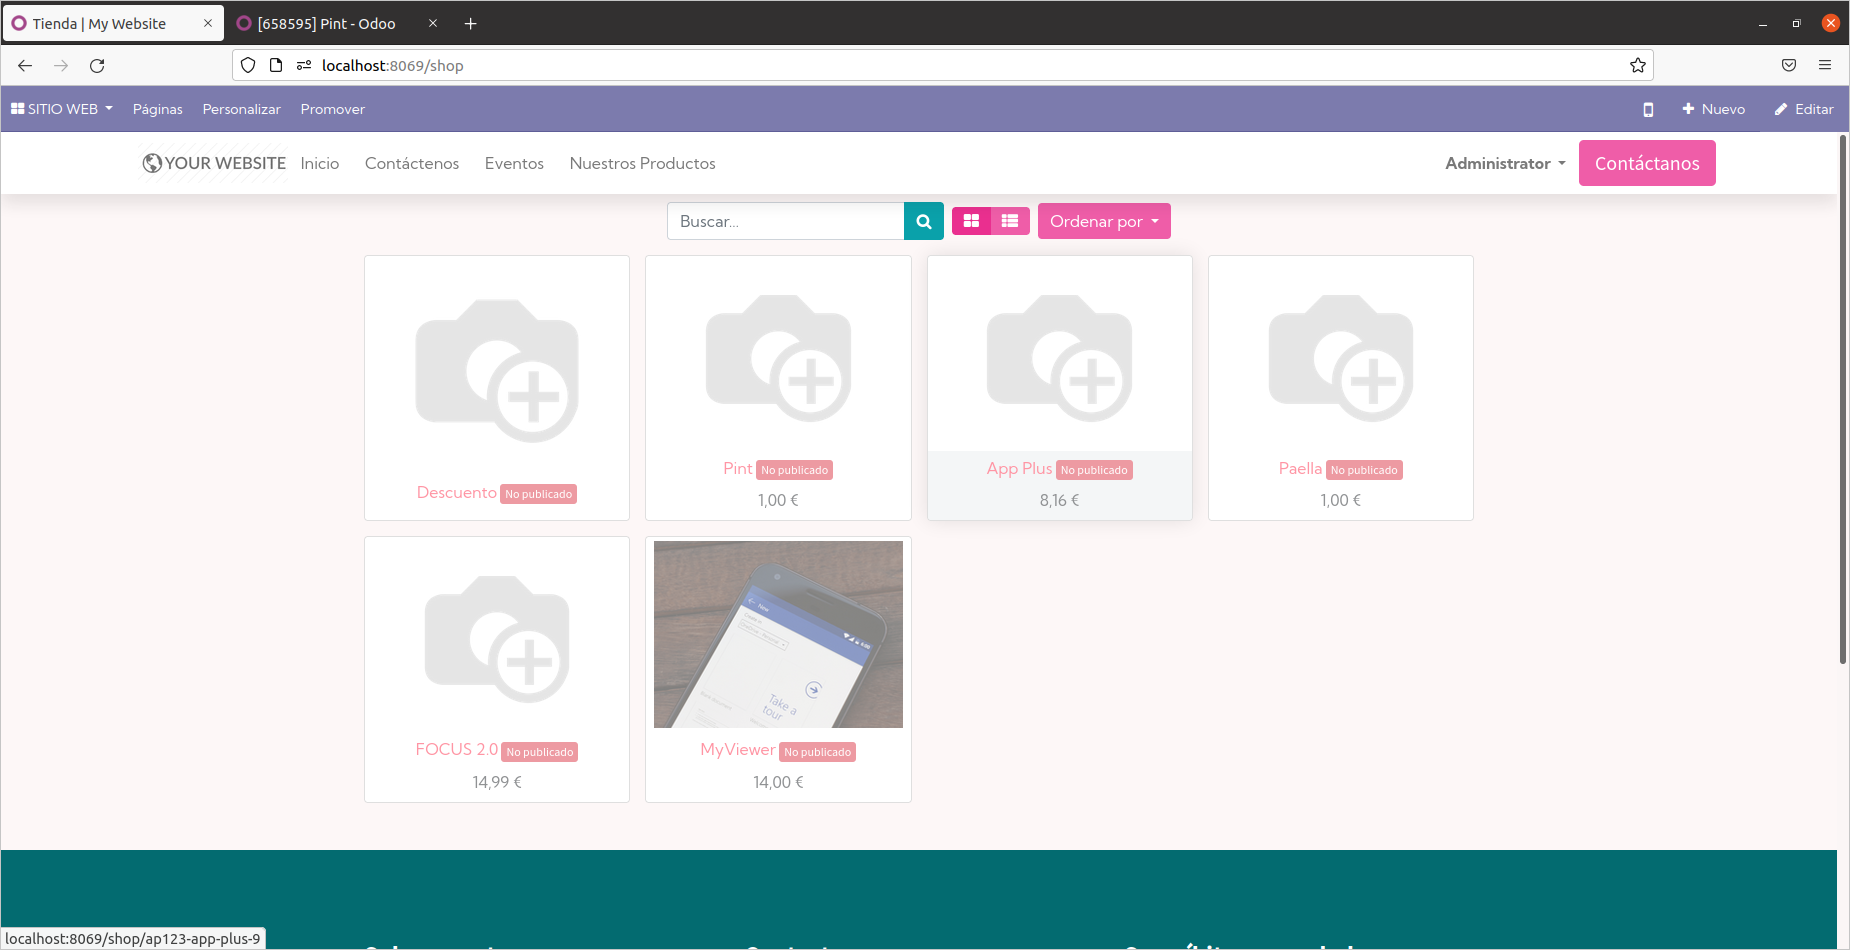 Tienda | My Website
[658595] Pint - Odoo
localhost:8069/shop
SITIO WEB Páginas Personalizar Promover Nuevo Editar
YOUR WEBSITE Inicio Contáctenos Eventos Nuestros Productos Administrator Contáctanos
Buscar... Ordenar por
Descuento No publicado
Pint No publicado
1,00 €
App Plus No publicado
8,16 €
Paella No publicado
1,00 €
FOCUS 2.0 No publicado
14,99 €
New
Take a
tour
MyViewer No publicado
14,00 €
localhost:8069/shop/ap123-app-plus-9